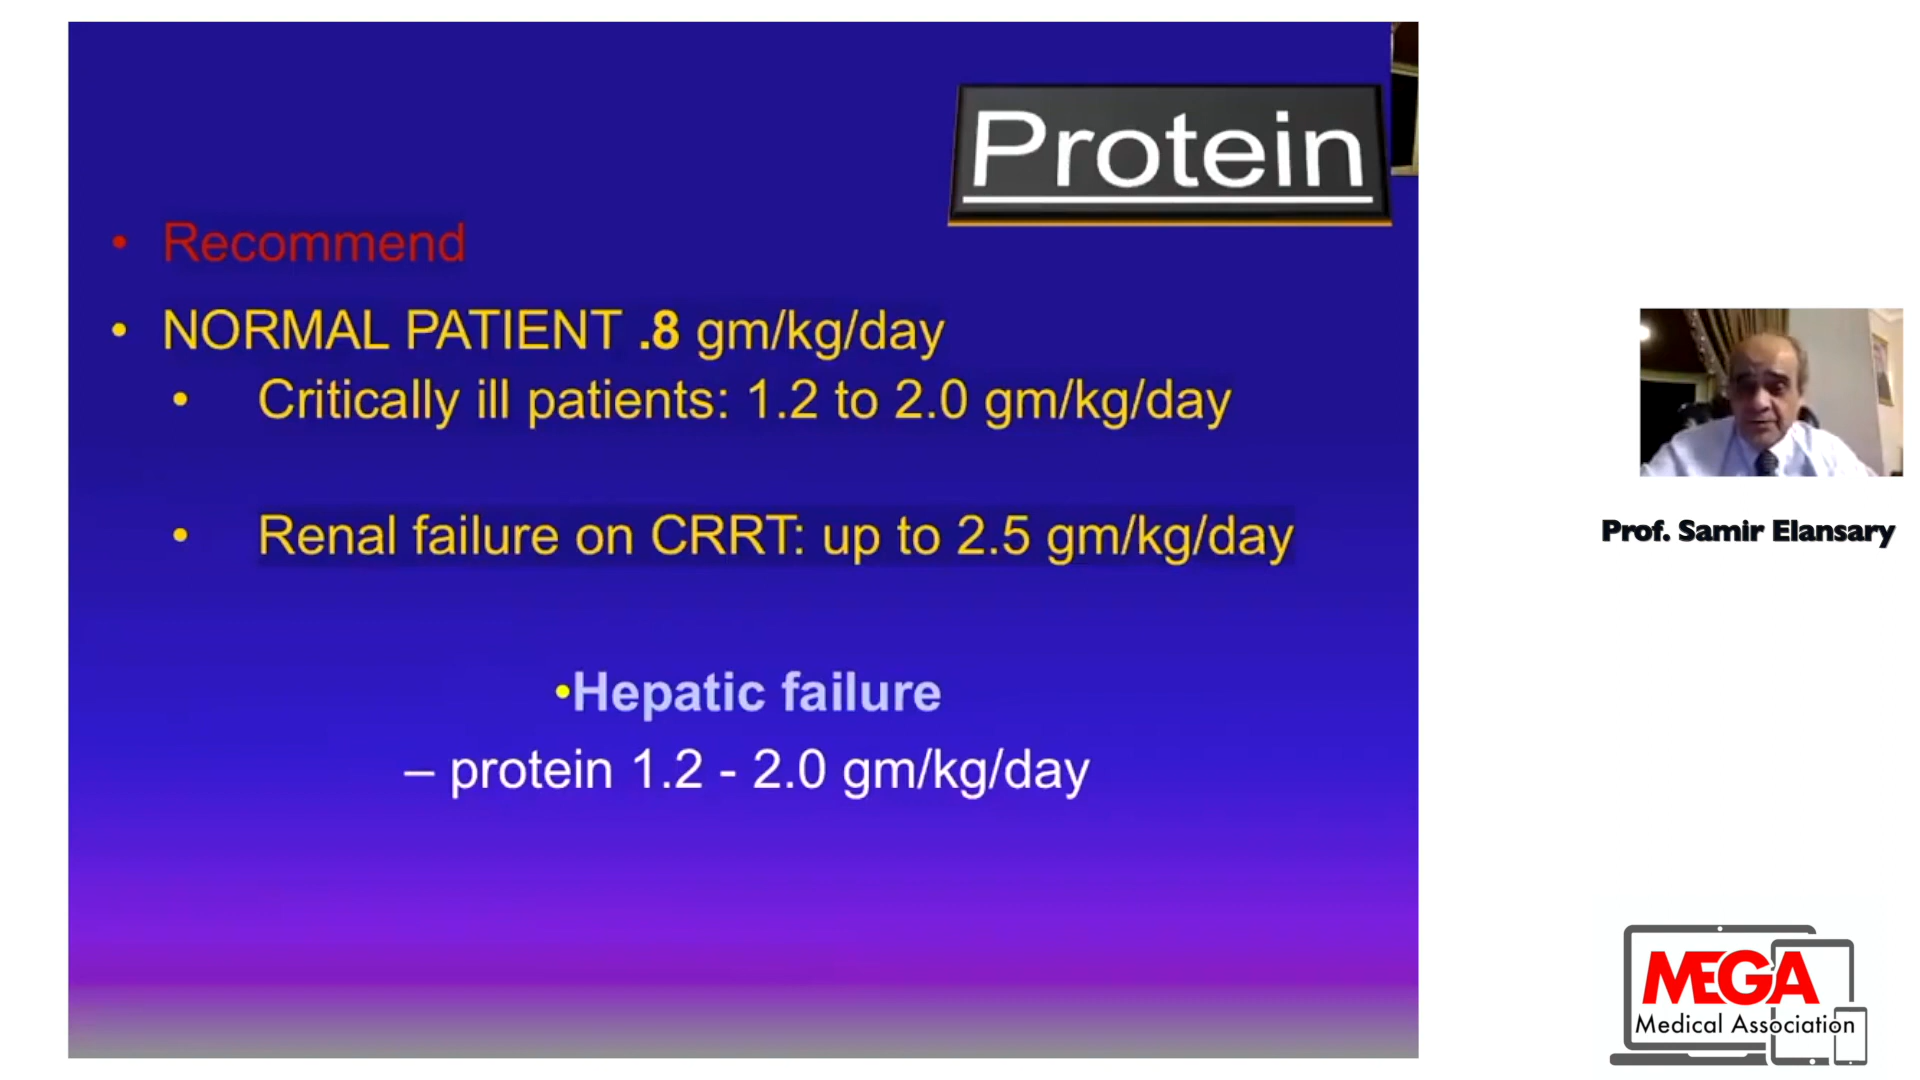 Protein
• Recommend
• NORMAL PATIENT .8 gm/kg/day
• Critically ill patients: 1.2 to 2.0 gm/kg/day
• Renal failure on CRRT: up to 2.5 gm/kg/day
•Hepatic failure
– protein 1.2 - 2.0 gm/kg/day
Prof. Samir Elansary
MEGA
Medical Association